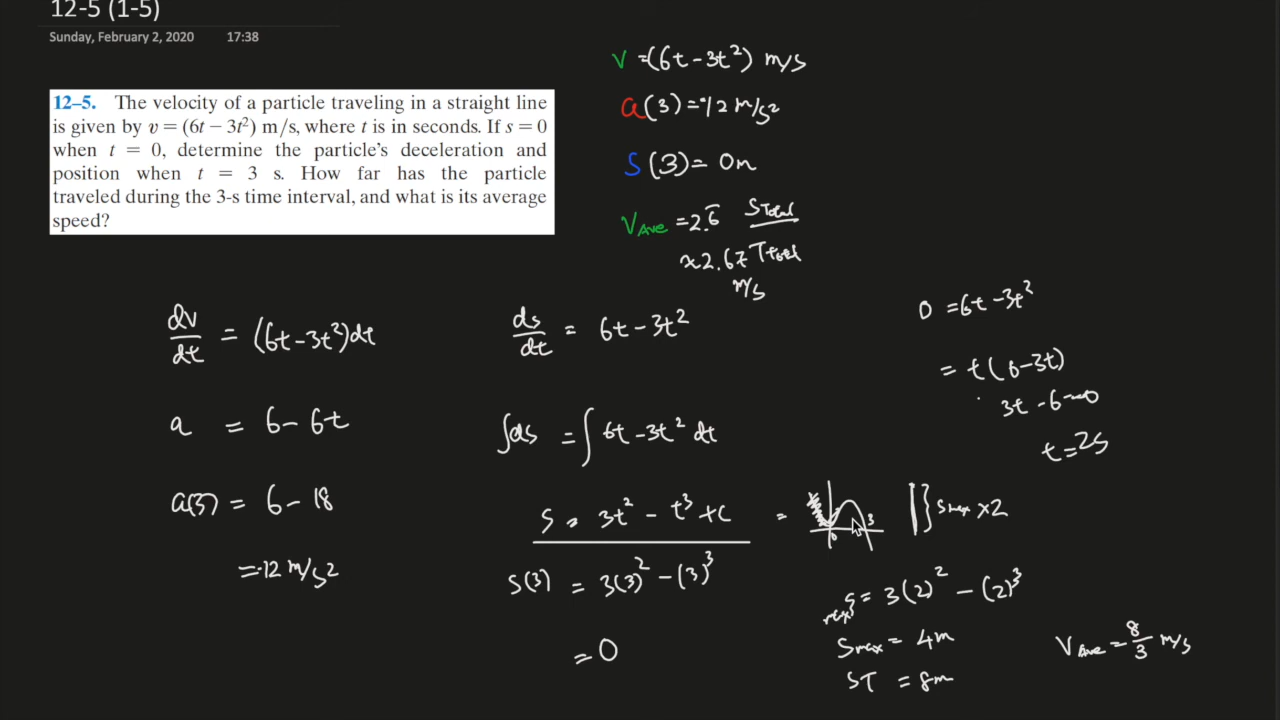 12-5 (1-5)
Sunday, February 2, 2020 17:38
12–5. The velocity of a particle traveling in a straight line
is given by v = (6t − 3t²) m/s, where t is in seconds. If s = 0
when t = 0, determine the particle's deceleration and
position when t = 3 s. How far has the particle
traveled during the 3-s time interval, and what is its average
speed?
V =(6t-3t²) m/s
a(3)=-12 m/s²
S(3)= 0m
VAve =2.6̅ STotal
≈2.67 Ttotal
m/s
dv/dt = (6t-3t²)dt
a = 6-6t
a(3) = 6-18
=-12 m/s²
ds/dt = 6t-3t²
∫ds = ∫6t-3t² dt
S = 3t² - t³ +C
S(3) = 3(3)² - (3)³
= 0
0 =6t-3t²
= t(6-3t)
t=2s
= 0 3 } Smax ×2
S= 3(2)² - (2)³
Smax = 4m
ST = 8m
VAve = 8/3 m/s